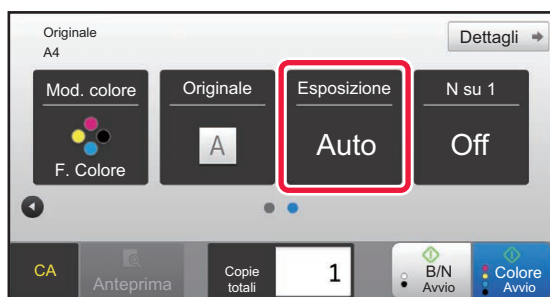 Originale
A4
Dettagli
Mod. colore
F. Colore
Originale
A
Esposizione
Auto
N su 1
Off
CA
Anteprima
Copie
totali
1
B/N
Avvio
Colore
Avvio